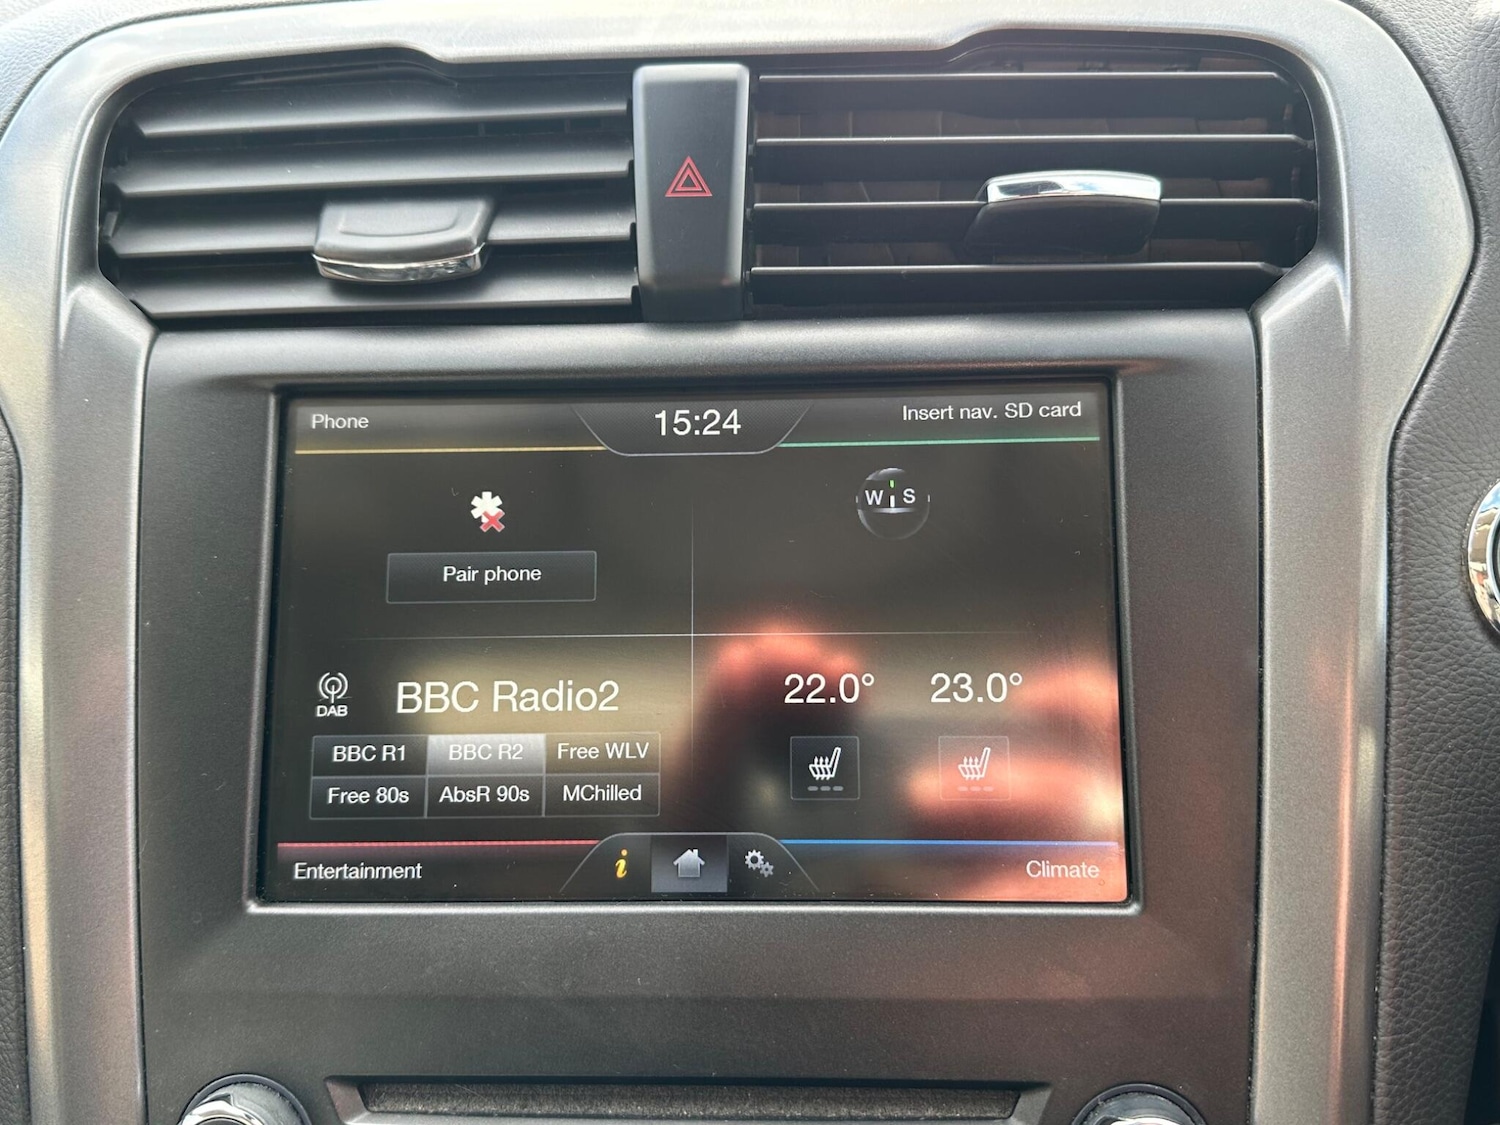 Phone
15:24
Insert nav. SD card
W S
Pair phone
DAB
BBC Radio2
22.0° 23.0°
BBC R1 BBC R2 Free WLV
Free 80s AbsR 90s MChilled
Entertainment
i
Climate